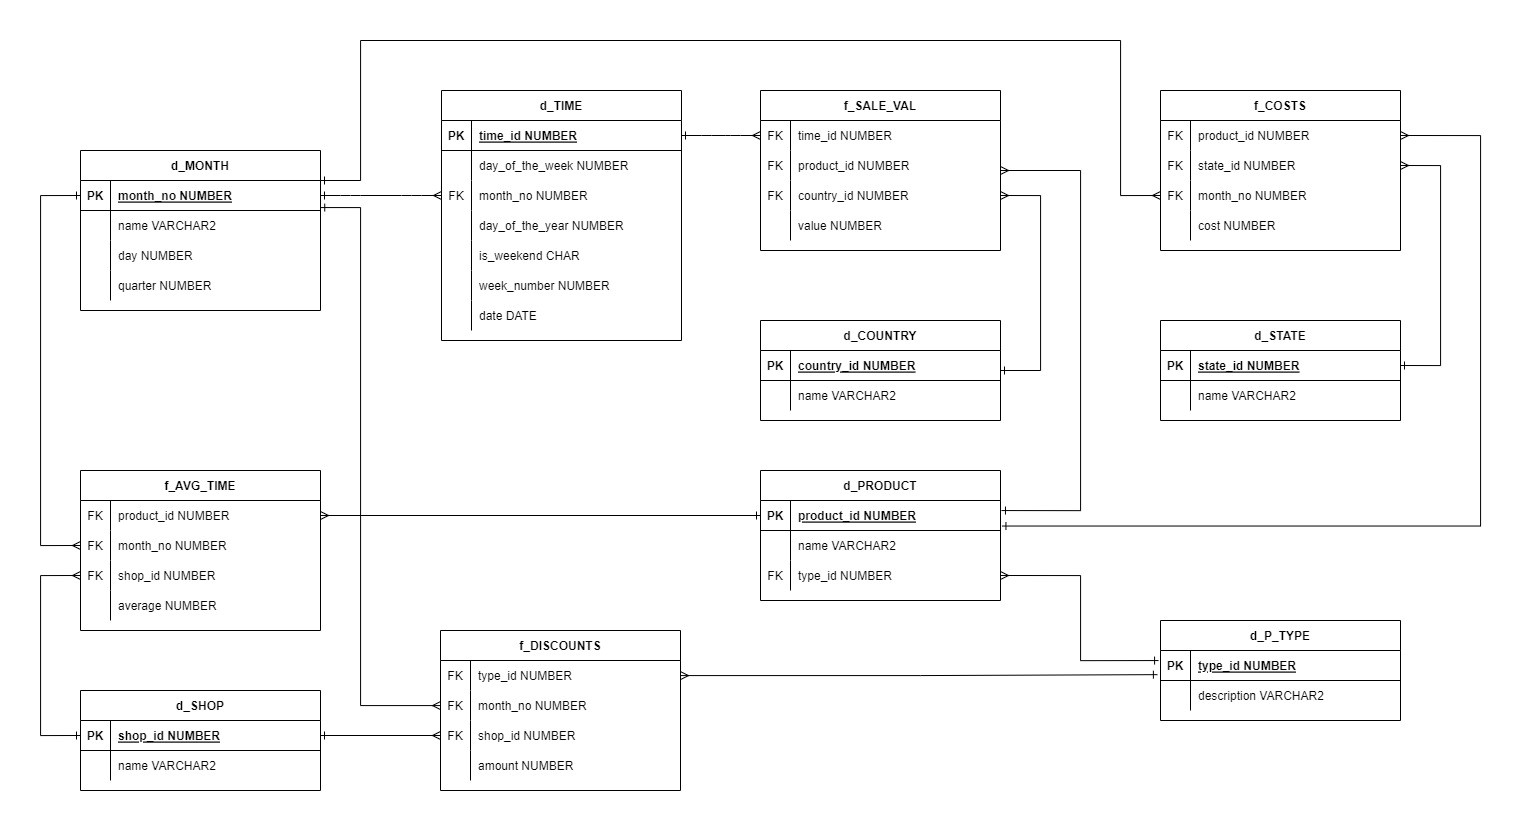 d_MONTH
PK month_no NUMBER
name VARCHAR2
day NUMBER
quarter NUMBER
d_TIME
PK time_id NUMBER
day_of_the_week NUMBER
FK month_no NUMBER
day_of_the_year NUMBER
is_weekend CHAR
week_number NUMBER
date DATE
f_SALE_VAL
FK time_id NUMBER
FK product_id NUMBER
FK country_id NUMBER
value NUMBER
f_COSTS
FK product_id NUMBER
FK state_id NUMBER
FK month_no NUMBER
cost NUMBER
d_COUNTRY
PK country_id NUMBER
name VARCHAR2
d_STATE
PK state_id NUMBER
name VARCHAR2
f_AVG_TIME
FK product_id NUMBER
FK month_no NUMBER
FK shop_id NUMBER
average NUMBER
d_PRODUCT
PK product_id NUMBER
name VARCHAR2
FK type_id NUMBER
f_DISCOUNTS
FK type_id NUMBER
FK month_no NUMBER
FK shop_id NUMBER
amount NUMBER
d_P_TYPE
PK type_id NUMBER
description VARCHAR2
d_SHOP
PK shop_id NUMBER
name VARCHAR2